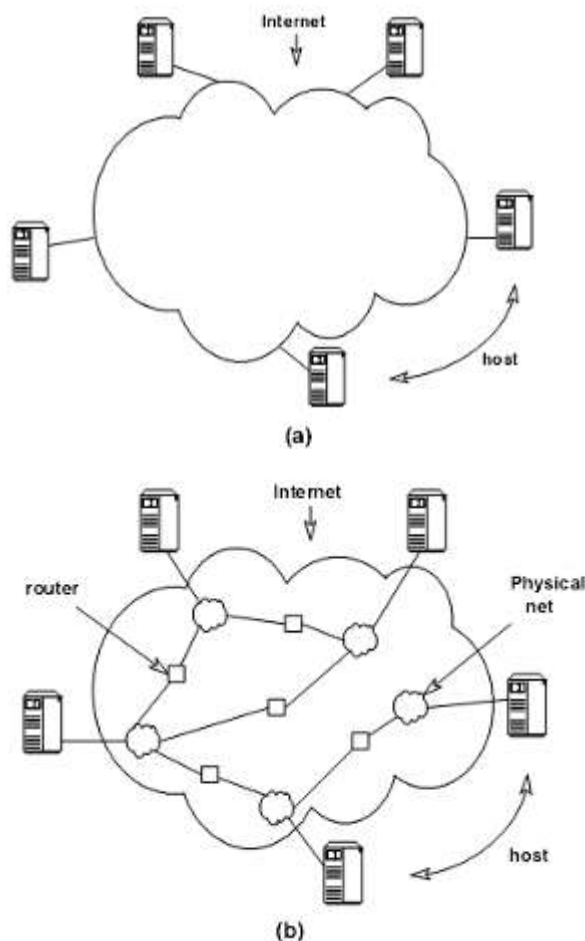 Internet
host
(a)
Internet
router
Physical
net
host
(b)